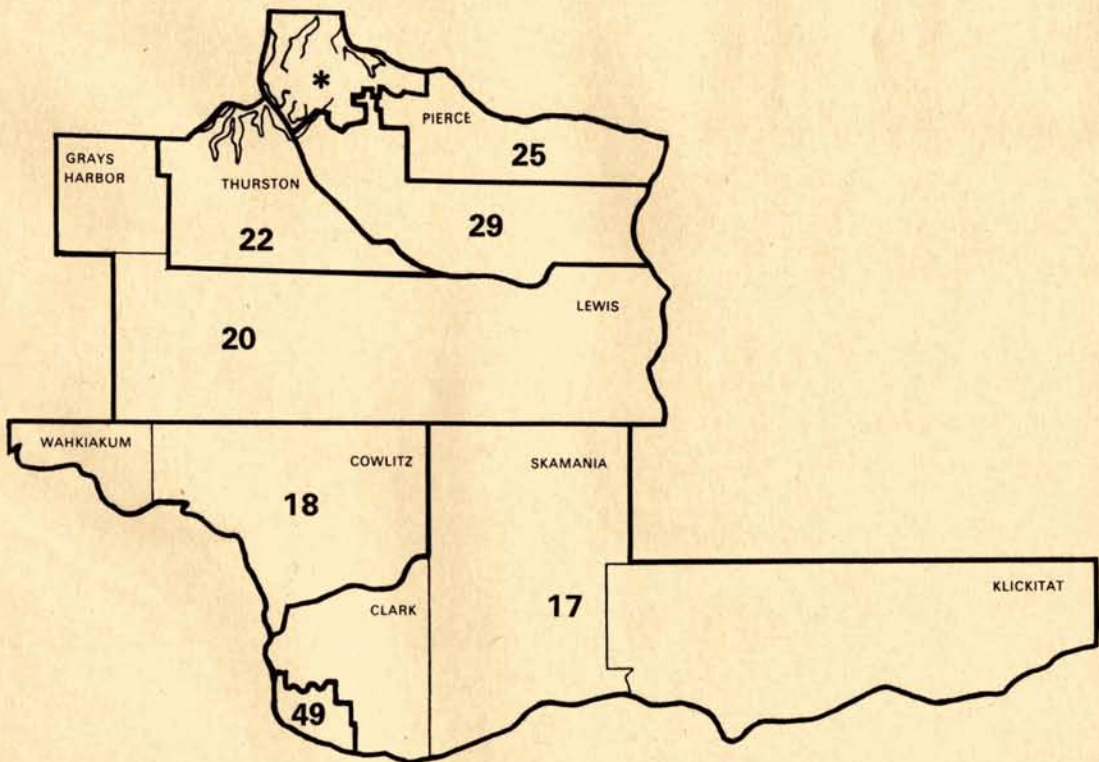 *
PIERCE
25
GRAYS
HARBOR
THURSTON
22
29
LEWIS
20
WAHKIAKUM
COWLITZ
SKAMANIA
18
KLICKITAT
CLARK
17
49